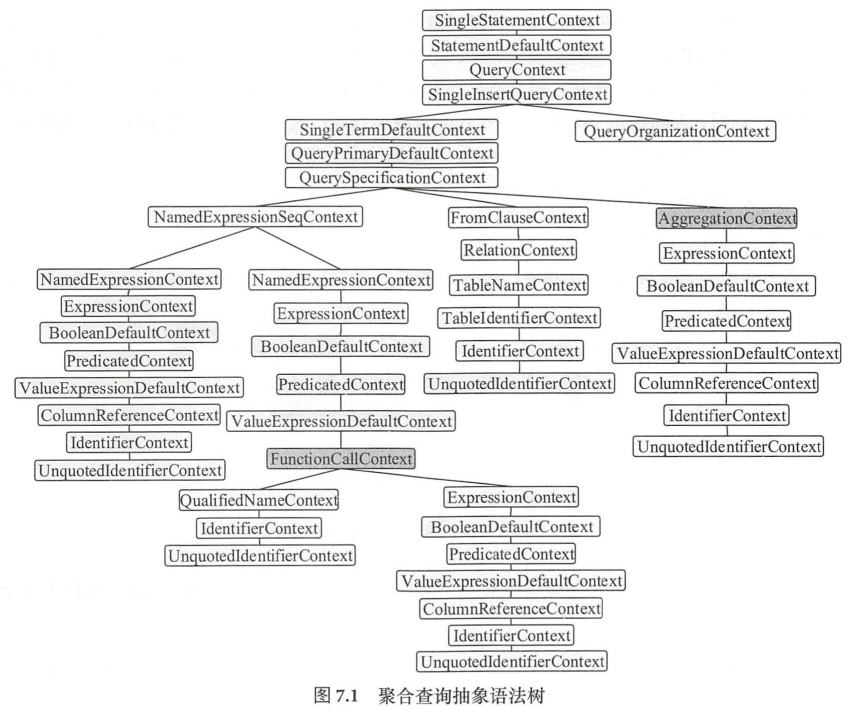 SingleStatementContext
StatementDefaultContext
QueryContext
SingleInsertQueryContext
SingleTermDefaultContext
QueryOrganizationContext
QueryPrimaryDefaultContext
QuerySpecificationContext
NamedExpressionSeqContext
FromClauseContext
AggregationContext
NamedExpressionContext
ExpressionContext
BooleanDefaultContext
PredicatedContext
ValueExpressionDefaultContext
ColumnReferenceContext
IdentifierContext
UnquotedIdentifierContext
NamedExpressionContext
ExpressionContext
BooleanDefaultContext
PredicatedContext
ValueExpressionDefaultContext
FunctionCallContext
QualifiedNameContext
IdentifierContext
UnquotedIdentifierContext
ExpressionContext
BooleanDefaultContext
PredicatedContext
ValueExpressionDefaultContext
ColumnReferenceContext
IdentifierContext
UnquotedIdentifierContext
RelationContext
TableNameContext
TableIdentifierContext
IdentifierContext
UnquotedIdentifierContext
ExpressionContext
BooleanDefaultContext
PredicatedContext
ValueExpressionDefaultContext
ColumnReferenceContext
IdentifierContext
UnquotedIdentifierContext
图 7.1 聚合查询抽象语法树